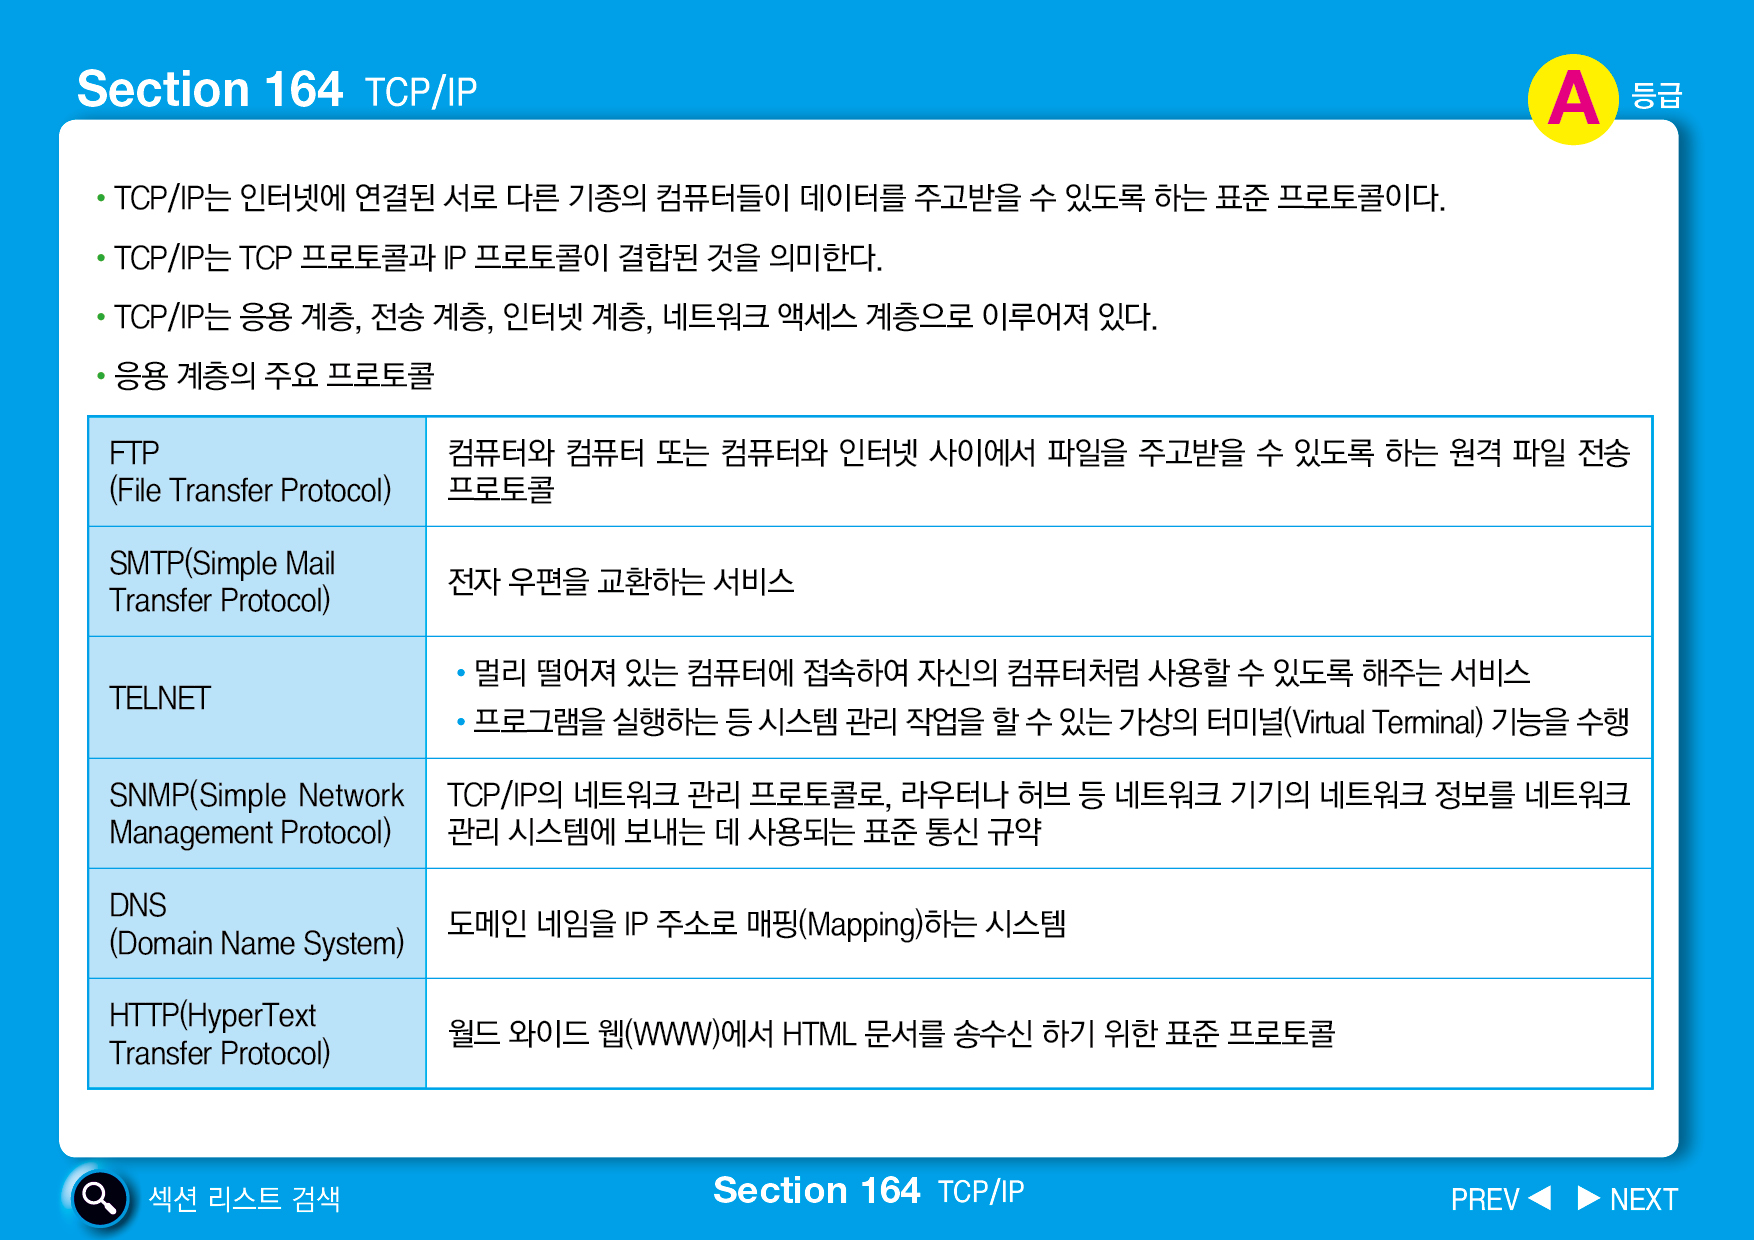 Section 164 TCP/IP
A 등급
• TCP/IP는 인터넷에 연결된 서로 다른 기종의 컴퓨터들이 데이터를 주고받을 수 있도록 하는 표준 프로토콜이다.
• TCP/IP는 TCP 프로토콜과 IP 프로토콜이 결합된 것을 의미한다.
• TCP/IP는 응용 계층, 전송 계층, 인터넷 계층, 네트워크 액세스 계층으로 이루어져 있다.
• 응용 계층의 주요 프로토콜
FTP
(File Transfer Protocol)
컴퓨터와 컴퓨터 또는 컴퓨터와 인터넷 사이에서 파일을 주고받을 수 있도록 하는 원격 파일 전송
프로토콜
SMTP(Simple Mail
Transfer Protocol)
전자 우편을 교환하는 서비스
TELNET
• 멀리 떨어져 있는 컴퓨터에 접속하여 자신의 컴퓨터처럼 사용할 수 있도록 해주는 서비스
• 프로그램을 실행하는 등 시스템 관리 작업을 할 수 있는 가상의 터미널(Virtual Terminal) 기능을 수행
SNMP(Simple Network
Management Protocol)
TCP/IP의 네트워크 관리 프로토콜로, 라우터나 허브 등 네트워크 기기의 네트워크 정보를 네트워크
관리 시스템에 보내는 데 사용되는 표준 통신 규약
DNS
(Domain Name System)
도메인 네임을 IP 주소로 매핑(Mapping)하는 시스템
HTTP(HyperText
Transfer Protocol)
월드 와이드 웹(WWW)에서 HTML 문서를 송수신 하기 위한 표준 프로토콜
섹션 리스트 검색
Section 164 TCP/IP
PREV ◀ ▶ NEXT